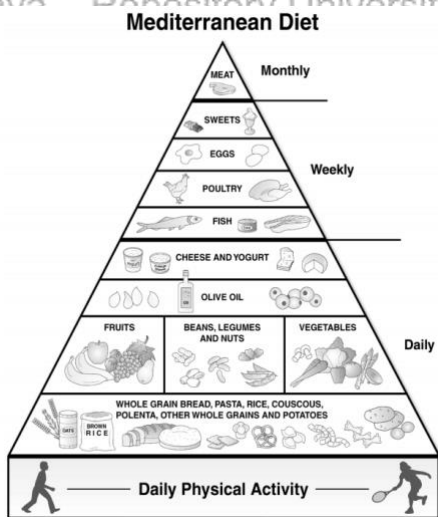 Repository Universit
Mediterranean Diet
MEAT
Monthly
SWEETS
EGGS
Weekly
POULTRY
FISH
CHEESE AND YOGURT
OLIVE OIL
FRUITS
BEANS, LEGUMES
AND NUTS
VEGETABLES
Daily
WHOLE GRAIN BREAD, PASTA, RICE, COUSCOUS,
POLENTA, OTHER WHOLE GRAINS AND POTATOES
OATS
BROWN
RICE
Daily Physical Activity